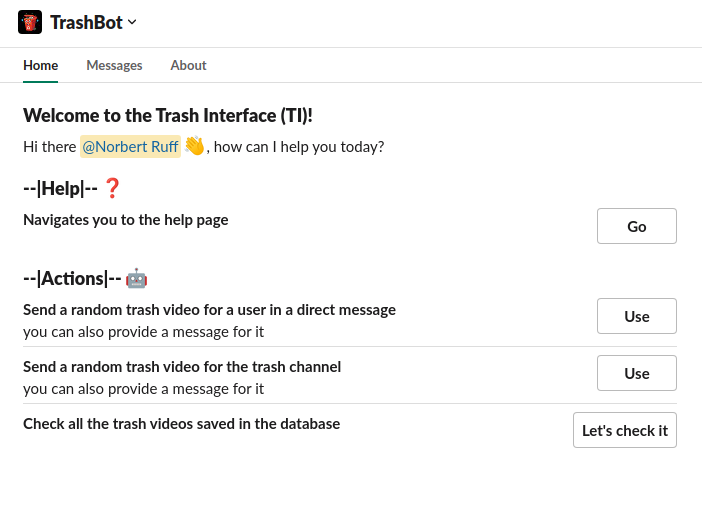 TrashBot
Home Messages About
Welcome to the Trash Interface (TI)!
Hi there @Norbert Ruff 👋, how can I help you today?
--|Help|-- ❓
Navigates you to the help page
Go
--|Actions|-- 🤖
Send a random trash video for a user in a direct message
you can also provide a message for it
Use
Send a random trash video for the trash channel
you can also provide a message for it
Use
Check all the trash videos saved in the database
Let's check it